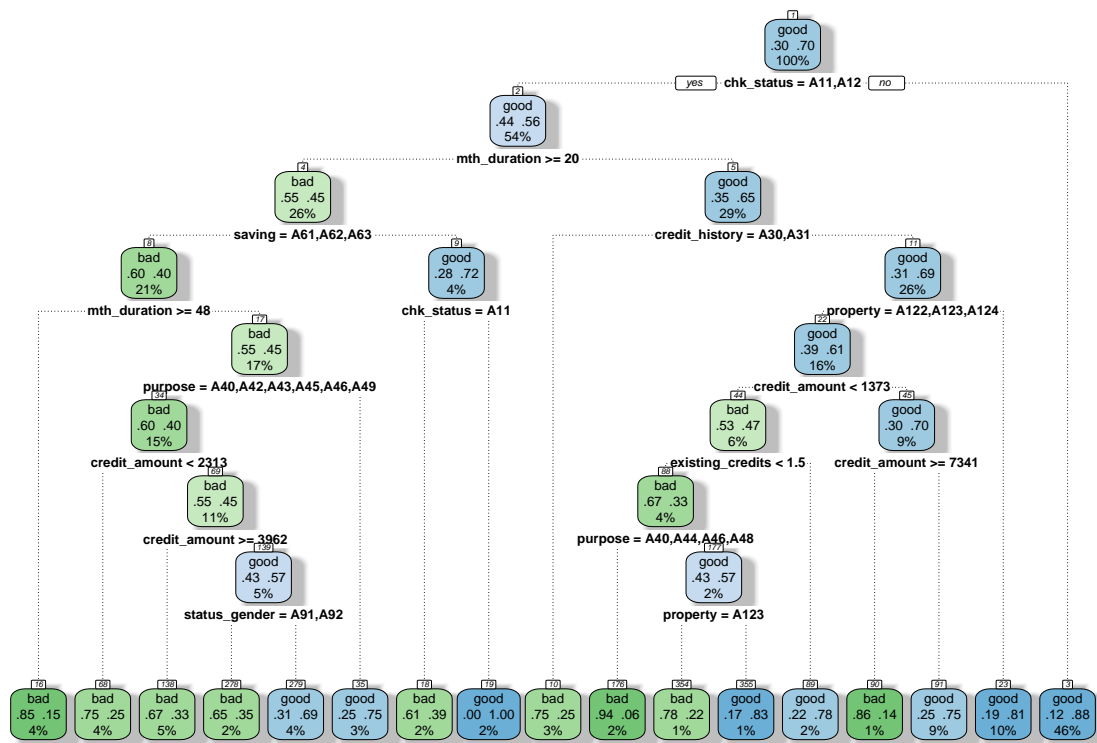 1
good
.30 .70
100%
yes chk_status = A11,A12 no
2
good
.44 .56
54%
mth_duration >= 20
4
bad
.55 .45
26%
5
good
.35 .65
29%
saving = A61,A62,A63
credit_history = A30,A31
8
bad
.60 .40
21%
9
good
.28 .72
4%
11
good
.31 .69
26%
mth_duration >= 48
chk_status = A11
property = A122,A123,A124
17
bad
.55 .45
17%
22
good
.39 .61
16%
purpose = A40,A42,A43,A45,A46,A49
credit_amount < 1373
34
bad
.60 .40
15%
44
bad
.53 .47
6%
45
good
.30 .70
9%
credit_amount < 2313
existing_credits < 1.5
credit_amount >= 7341
69
bad
.55 .45
11%
88
bad
.67 .33
4%
credit_amount >= 3962
purpose = A40,A44,A46,A48
139
good
.43 .57
5%
177
good
.43 .57
2%
status_gender = A91,A92
property = A123
16
bad
.85 .15
4%
68
bad
.75 .25
4%
138
bad
.67 .33
5%
278
bad
.65 .35
2%
279
good
.31 .69
4%
35
good
.25 .75
3%
18
bad
.61 .39
2%
19
good
.00 1.00
2%
10
bad
.75 .25
3%
176
bad
.94 .06
2%
354
bad
.78 .22
1%
355
good
.17 .83
1%
89
good
.22 .78
2%
90
bad
.86 .14
1%
91
good
.25 .75
9%
23
good
.19 .81
10%
3
good
.12 .88
46%